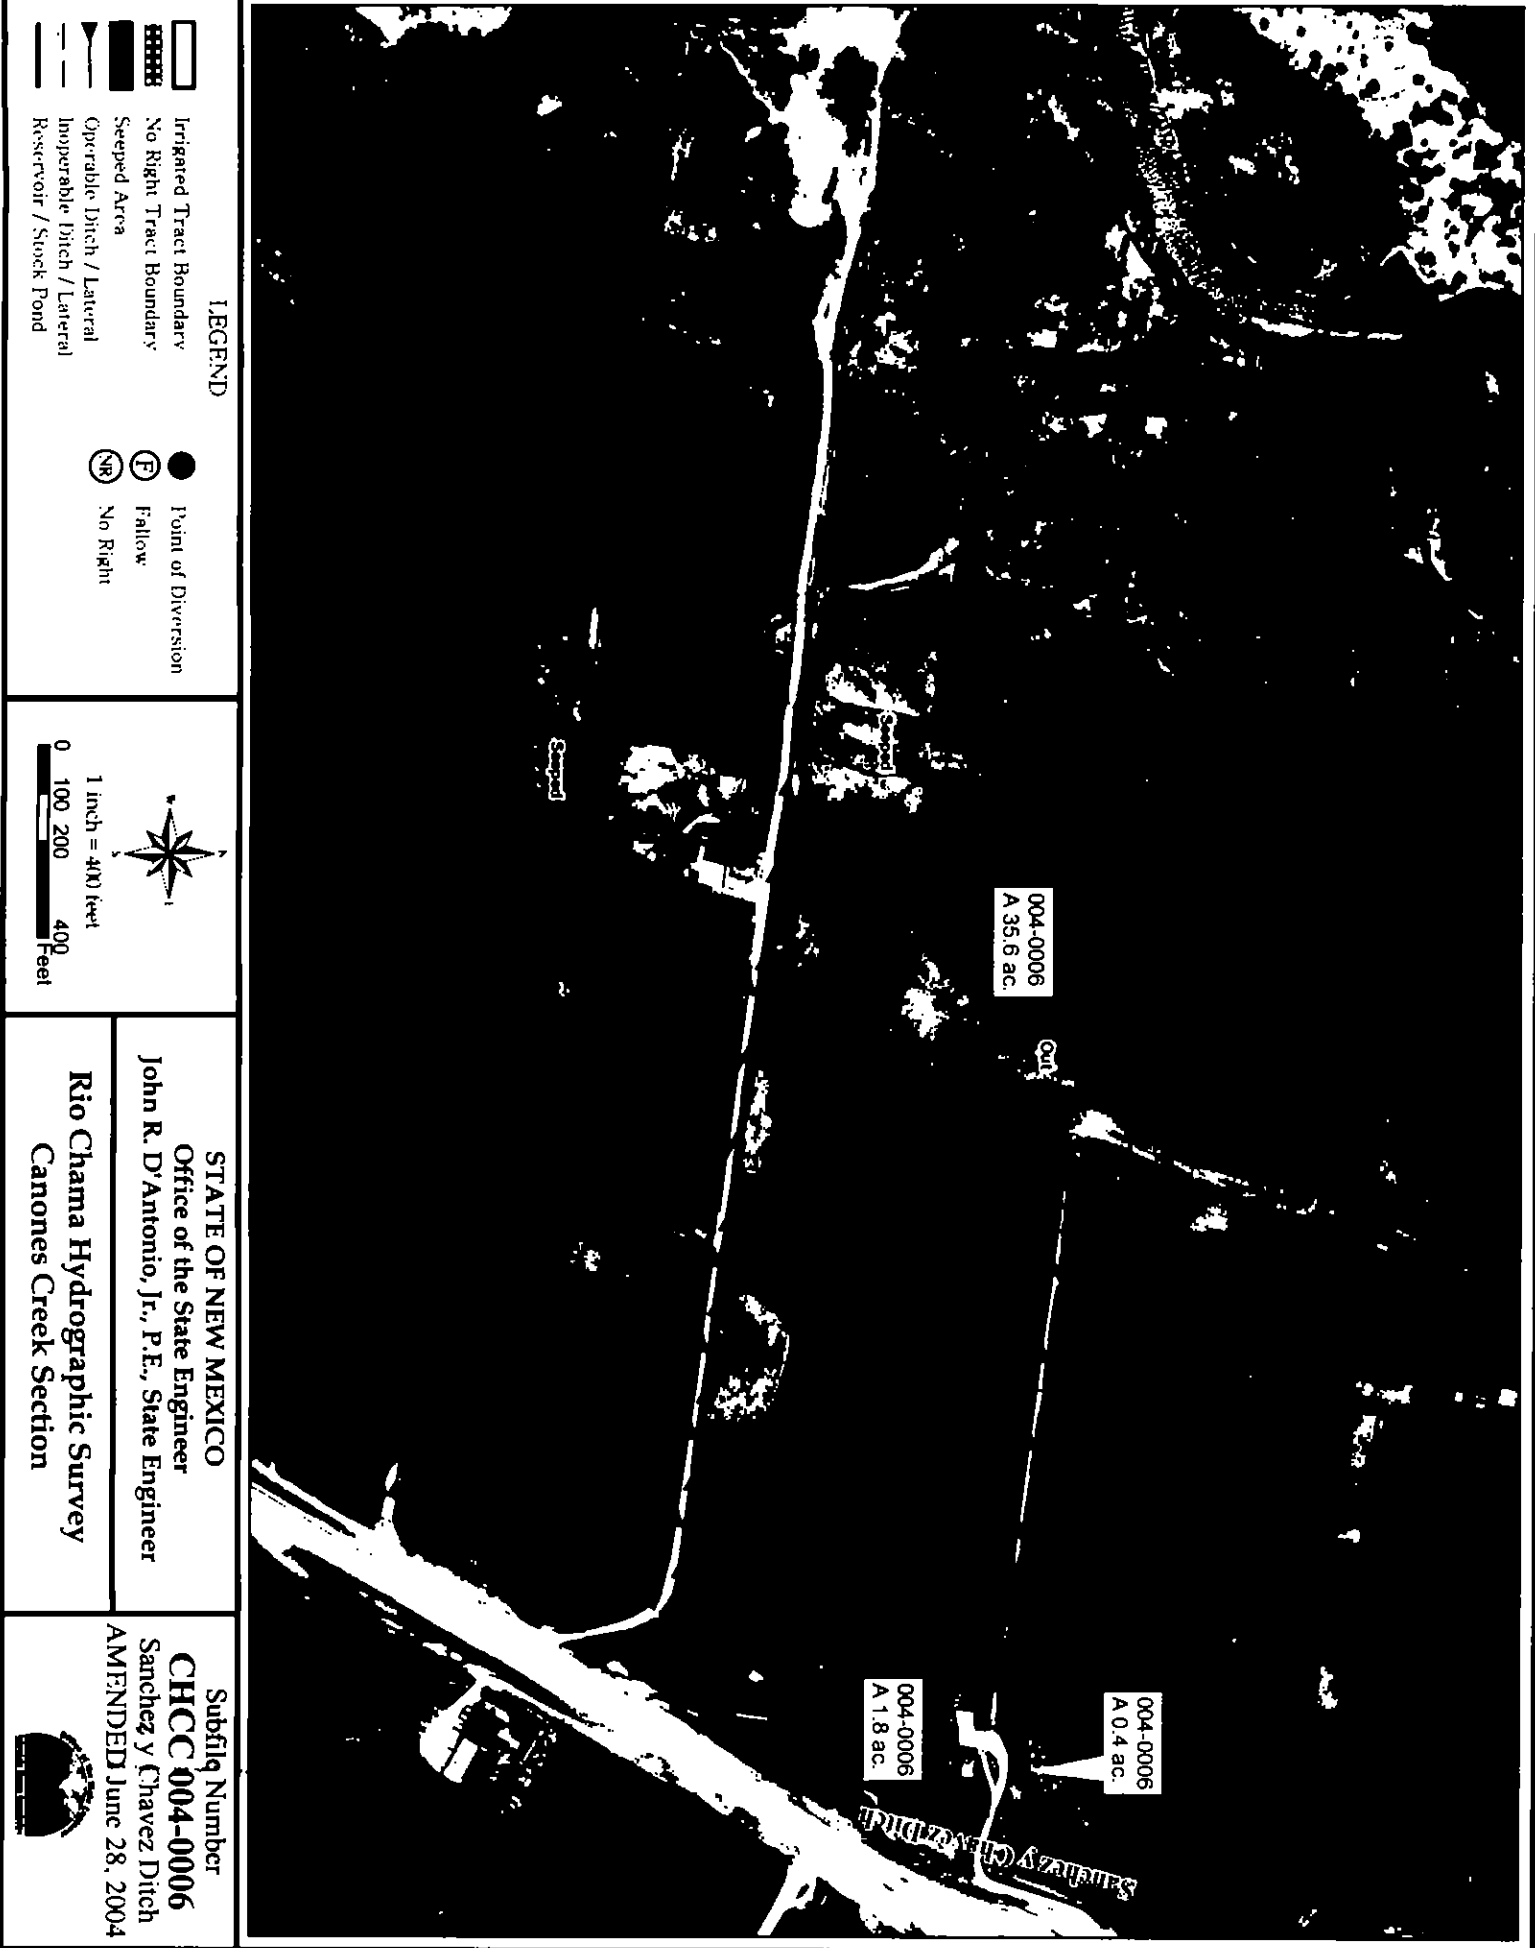 004-0006
A 35.6 ac.
Out
Seeped
Seeped
004-0006
A 0.4 ac.
004-0006
A 1.8 ac.
Sanchez y Chavez Ditch
LEGEND
Irrigated Tract Boundary
No Right Tract Boundary
Seeped Area
Operable Ditch / Lateral
Inoperable Ditch / Lateral
Reservoir / Stock Pond
Point of Diversion
F Fallow
NR No Right
1 inch = 400 feet
0 100 200 400
Feet
STATE OF NEW MEXICO
Office of the State Engineer
John R. D'Antonio, Jr., P.E., State Engineer
Rio Chama Hydrographic Survey
Canones Creek Section
Subfile Number
CHCC 004-0006
Sanchez y Chavez Ditch
AMENDED June 28, 2004